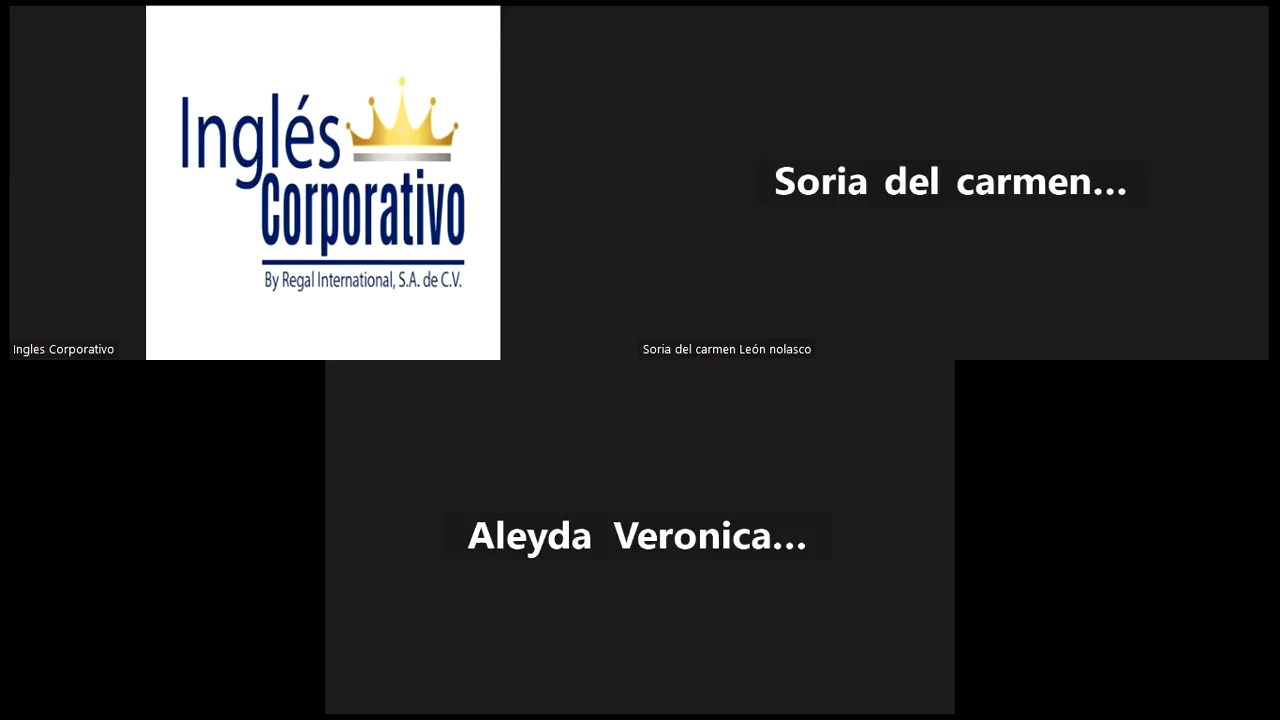 Inglés
Corporativo
By Regal International, S.A. de C.V.
Soria del carmen...
Ingles Corporativo
Soria del carmen León nolasco
Aleyda Veronica...